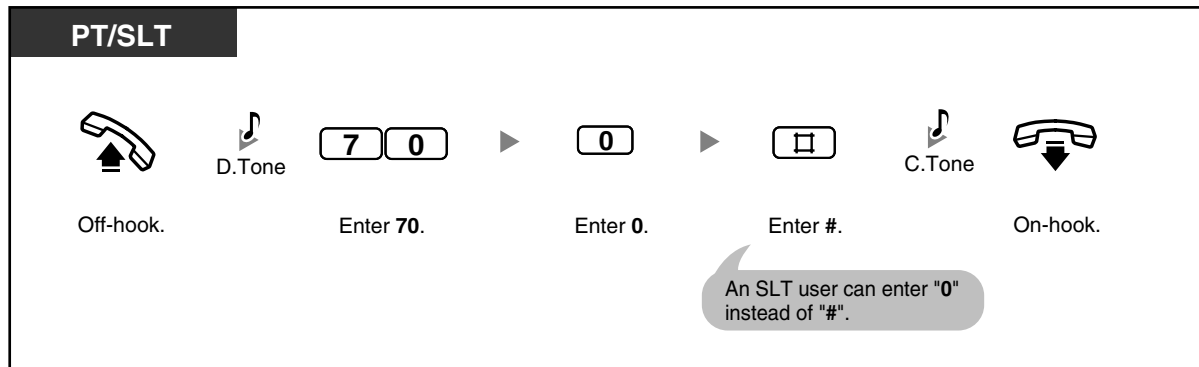 PT/SLT
D.Tone
7 0
0
#
C.Tone
Off-hook.
Enter 70.
Enter 0.
Enter #.
On-hook.
An SLT user can enter "0"
instead of "#".